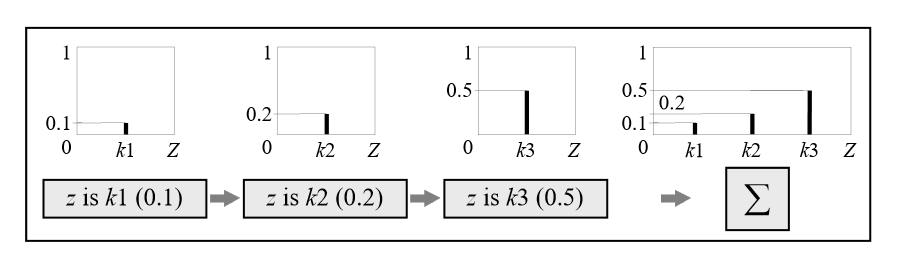 1
0.1
0
k1
Z
1
0.2
0
k2
Z
1
0.5
0
k3
Z
1
0.5
0.2
0.1
0
k1
k2
k3
Z
z is k1 (0.1)
z is k2 (0.2)
z is k3 (0.5)
∑